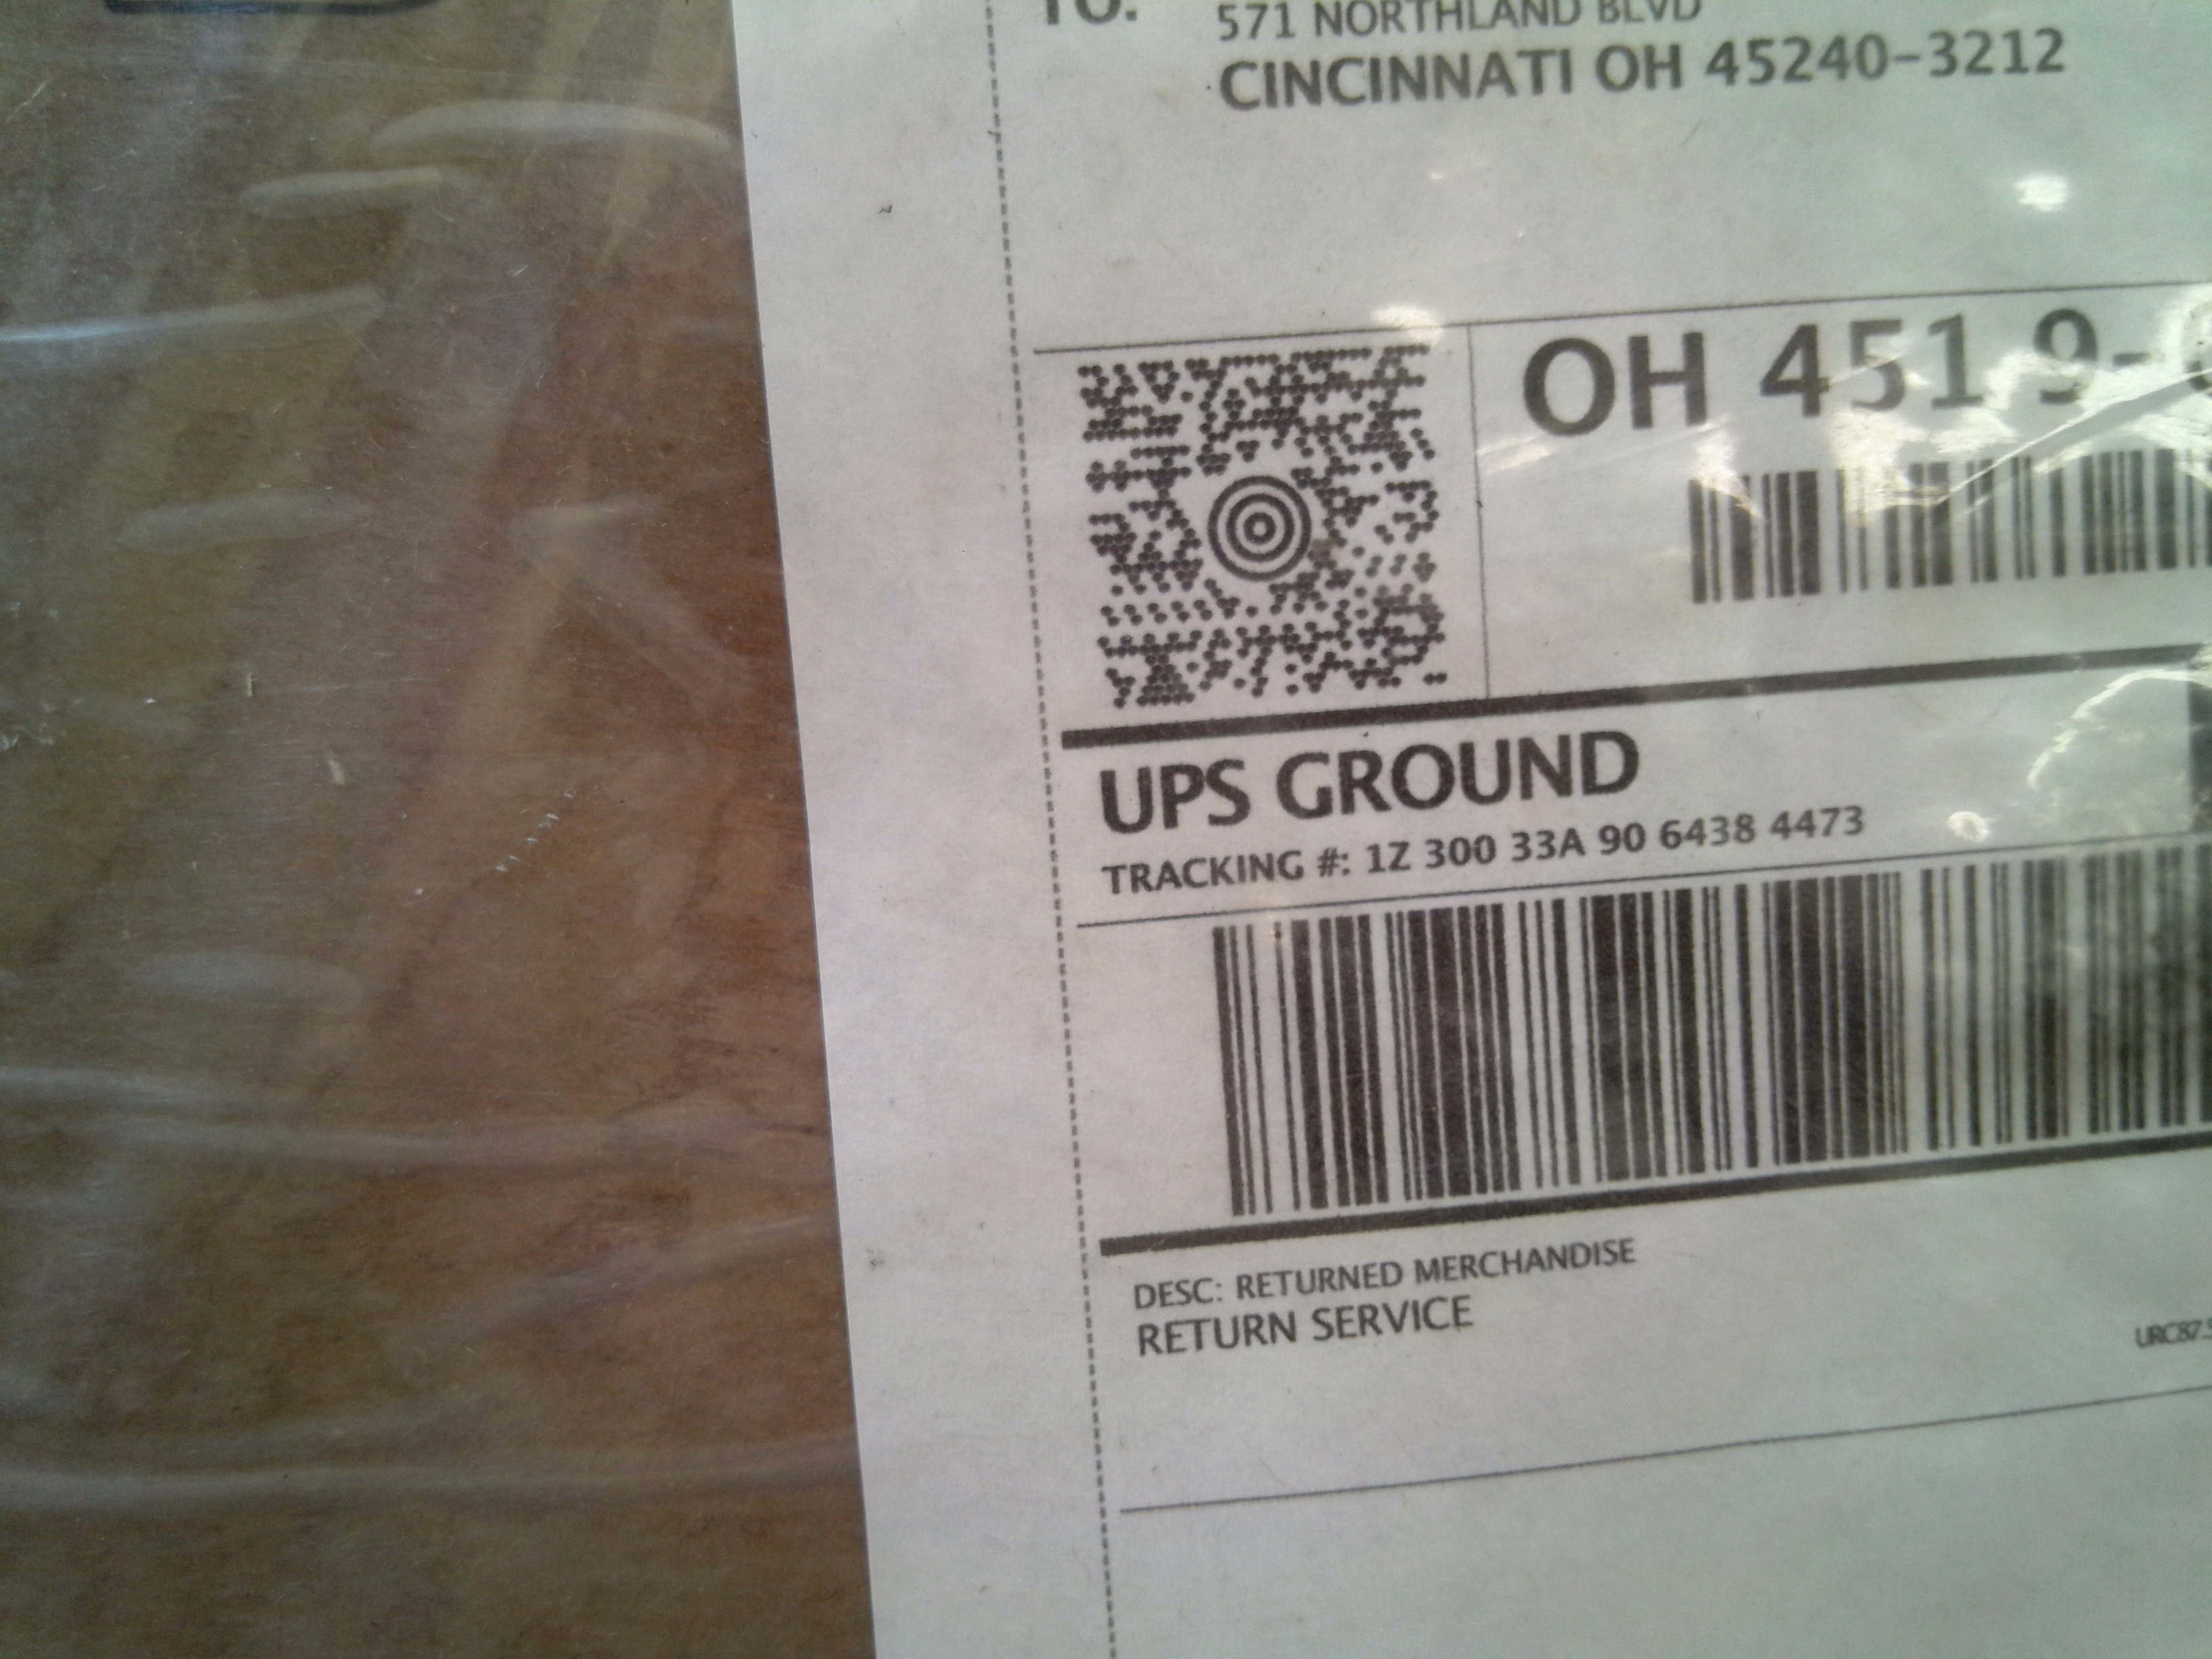 TO:
571 NORTHLAND BLVD
CINCINNATI OH 45240-3212
OH 451 9-
UPS GROUND
TRACKING #: 1Z 300 33A 90 6438 4473
DESC: RETURNED MERCHANDISE
RETURN SERVICE